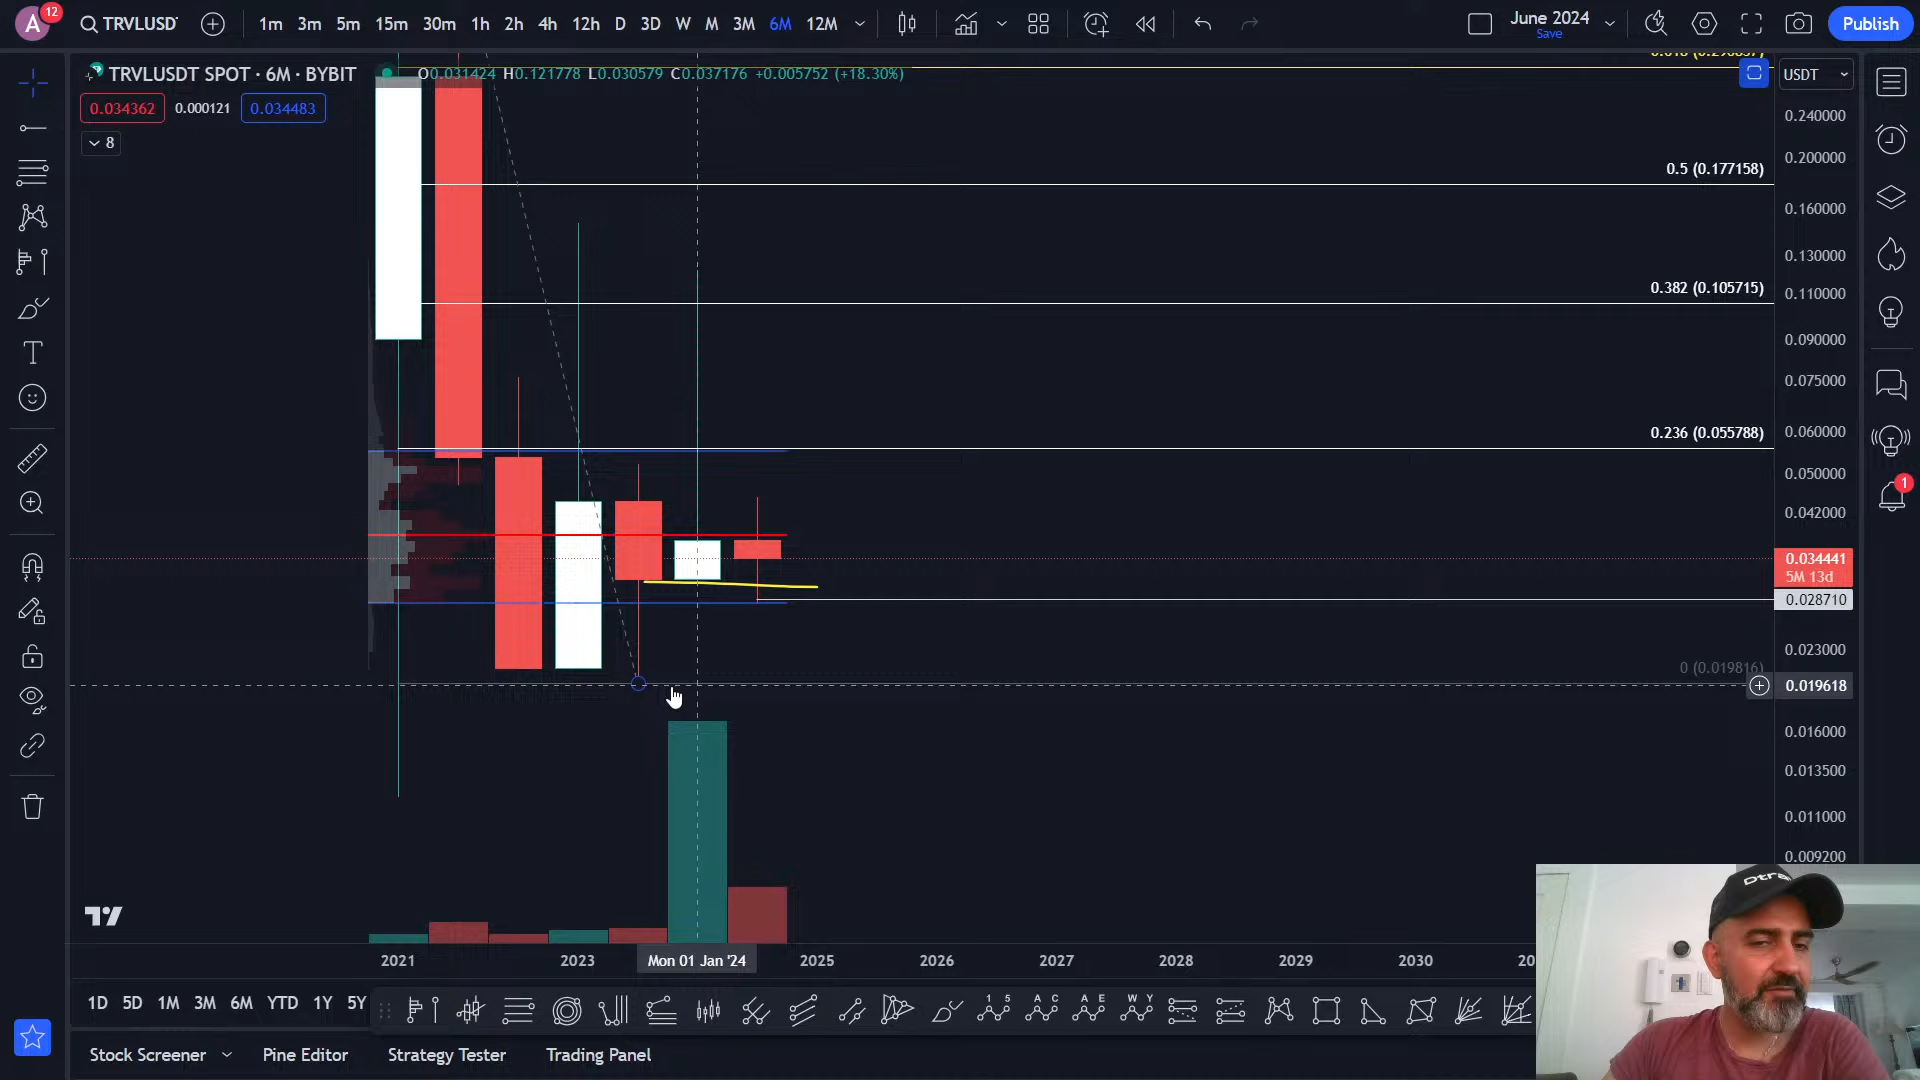 A
12
TRVLUSDT
1m 3m 5m 15m 30m 1h 2h 4h 12h D 3D W M 3M 6M 12M
June 2024
Save
Publish
TRVLUSDT SPOT · 6M · BYBIT
O0.031424 H0.121778 L0.030579 C0.037176 +0.005752 (+18.30%)
0.034362 0.000121 0.034483
8
USDT
0.240000
0.200000
0.5 (0.177158)
0.160000
0.130000
0.382 (0.105715)
0.110000
0.090000
0.075000
0.236 (0.055788)
0.060000
0.050000
0.042000
0.034441
5M 13d
0.028710
0.023000
0 (0.019816)
0.019618
0.016000
0.013500
0.011000
0.009200
1
2021 2023 Mon 01 Jan '24 2025 2026 2027 2028 2029 2030
1D 5D 1M 3M 6M YTD 1Y 5Y
1 5
A C
A E
W Y
Stock Screener Pine Editor Strategy Tester Trading Panel